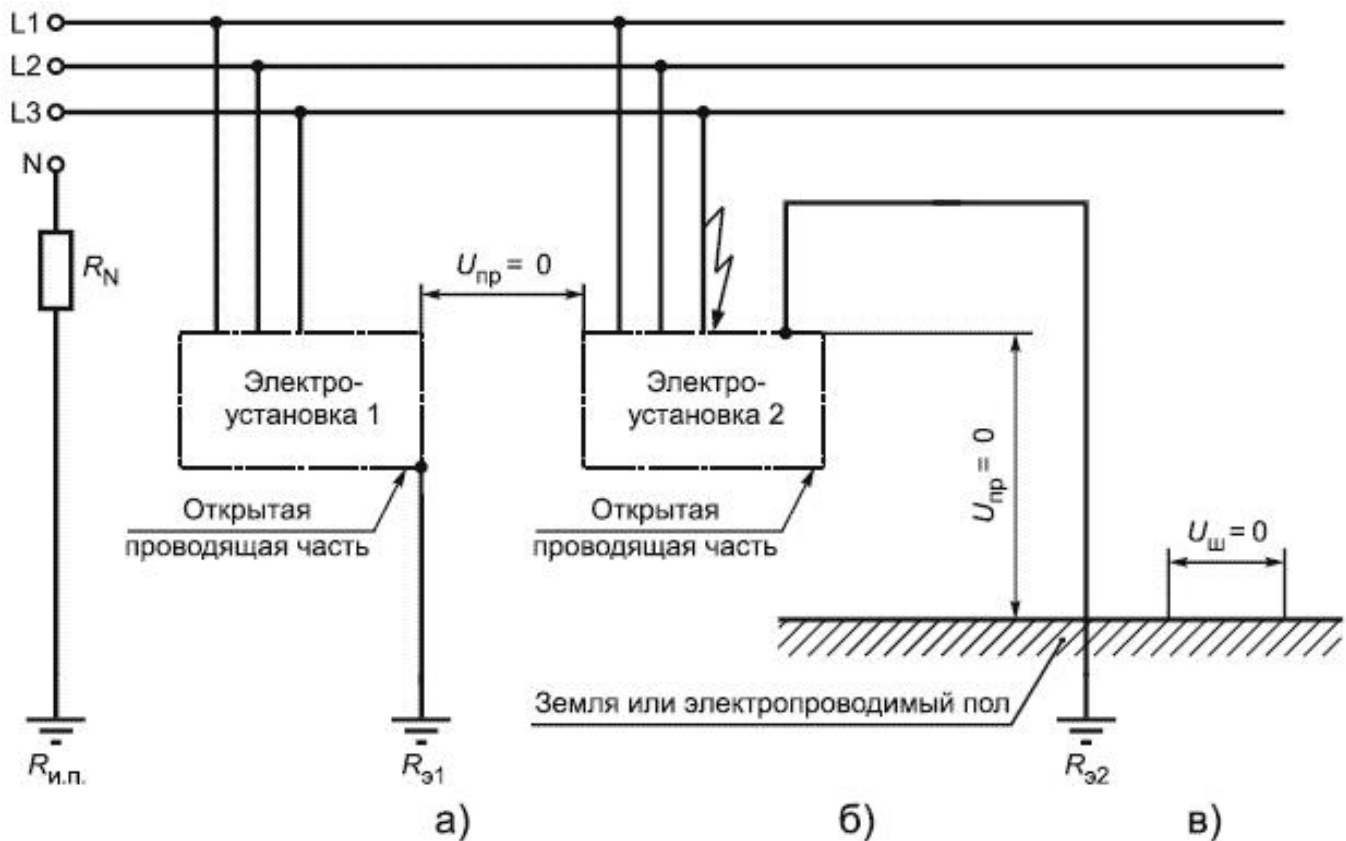 L1
L2
L3
N
R_N
U_пр = 0
Электро-
установка 1
Электро-
установка 2
U_пр = 0
Открытая
проводящая часть
Открытая
проводящая часть
U_ш = 0
Земля или электропроводимый пол
R_и.п.
R_э1
R_э2
а)
б)
в)